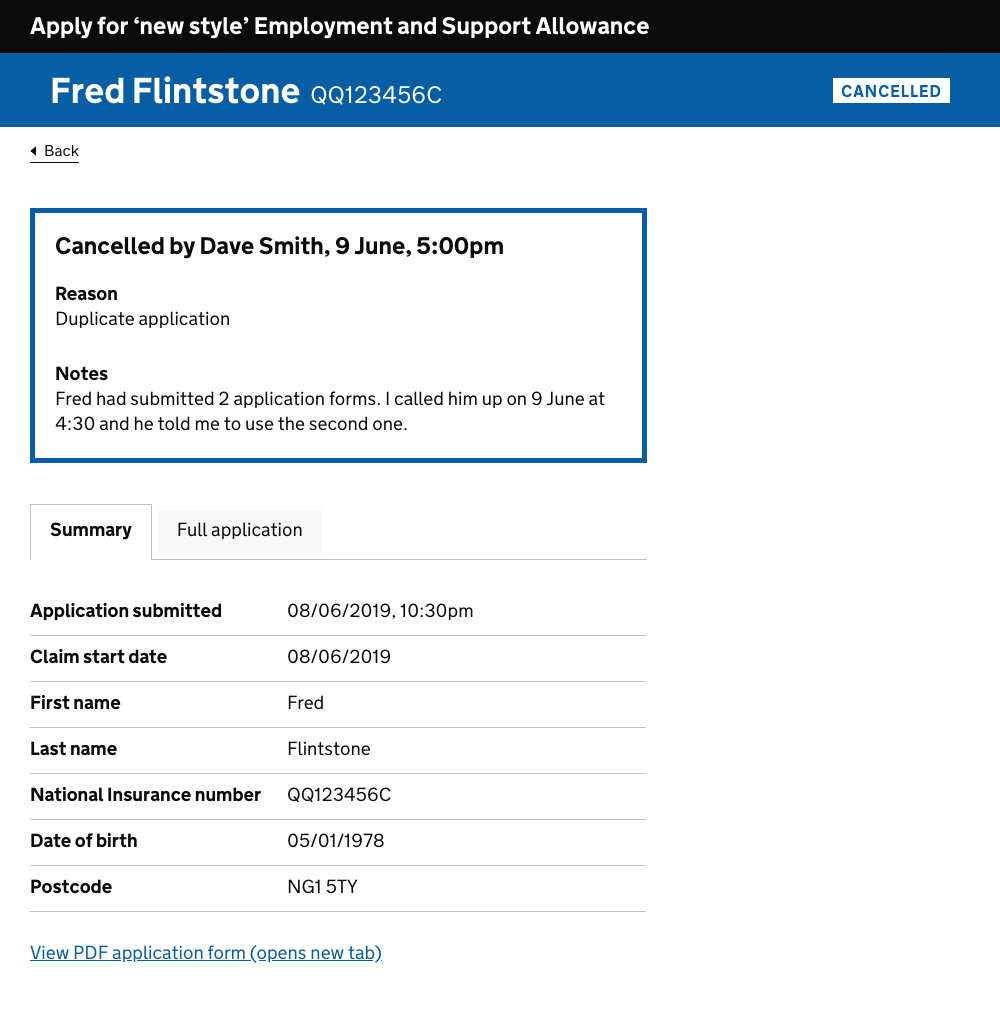 Apply for ‘new style’ Employment and Support Allowance
Fred Flintstone QQ123456C CANCELLED
Back
Cancelled by Dave Smith, 9 June, 5:00pm
Reason
Duplicate application
Notes
Fred had submitted 2 application forms. I called him up on 9 June at
4:30 and he told me to use the second one.
Summary Full application
Application submitted 08/06/2019, 10:30pm
Claim start date 08/06/2019
First name Fred
Last name Flintstone
National Insurance number QQ123456C
Date of birth 05/01/1978
Postcode NG1 5TY
View PDF application form (opens new tab)